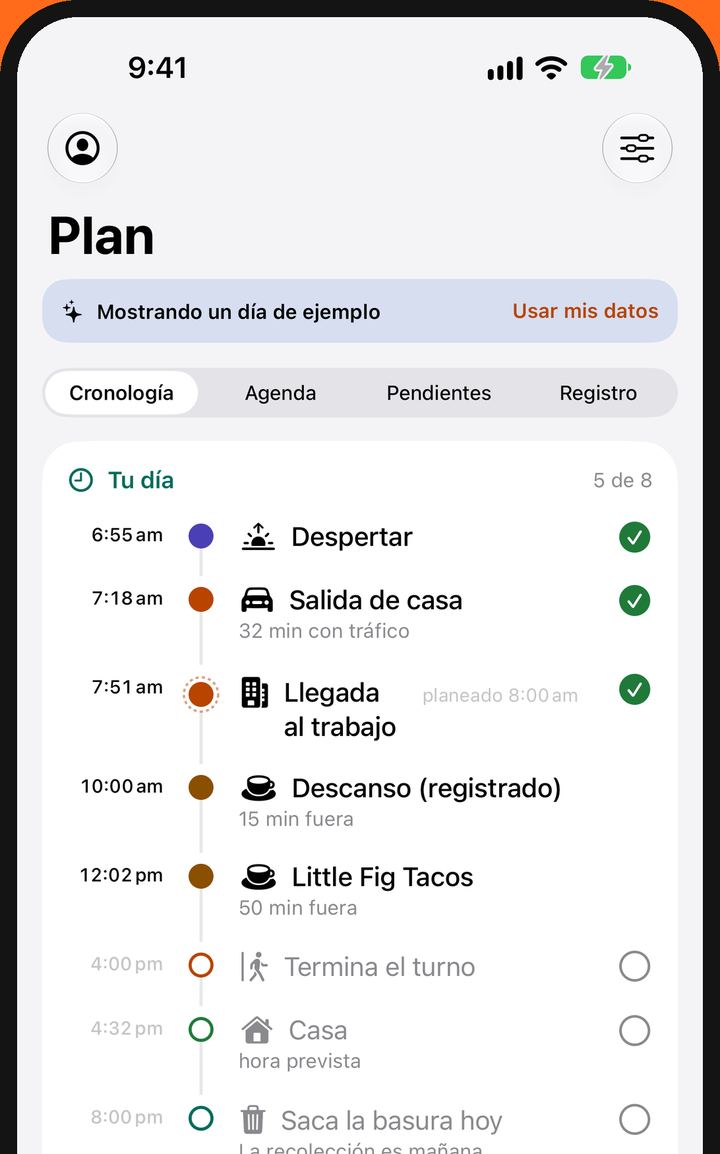 9:41
Plan
Mostrando un día de ejemplo Usar mis datos
Cronología Agenda Pendientes Registro
Tu día 5 de 8
6:55 am Despertar
7:18 am Salida de casa
32 min con tráfico
7:51 am Llegada planeado 8:00 am
al trabajo
10:00 am Descanso (registrado)
15 min fuera
12:02 pm Little Fig Tacos
50 min fuera
4:00 pm Termina el turno
4:32 pm Casa
hora prevista
8:00 pm Saca la basura hoy
La recolección es mañana